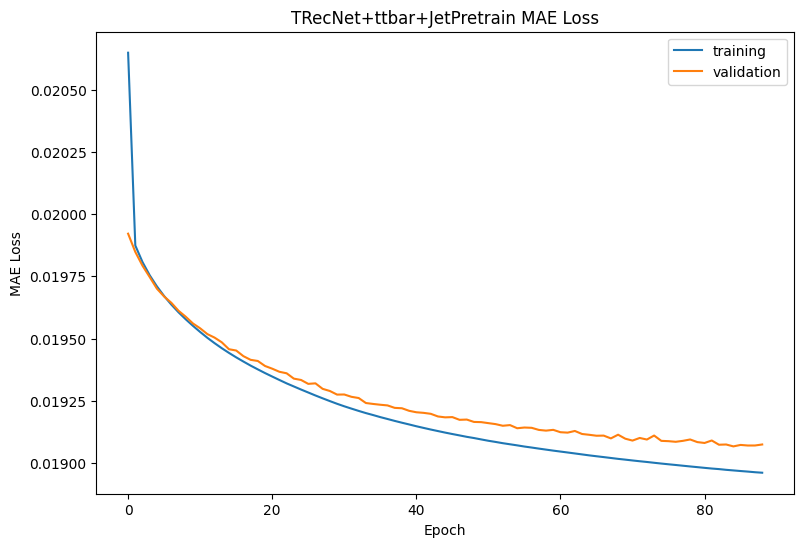 TRecNet+ttbar+JetPretrain MAE Loss
training
validation
MAE Loss
0.02050
0.02025
0.02000
0.01975
0.01950
0.01925
0.01900
0
20
40
60
80
Epoch